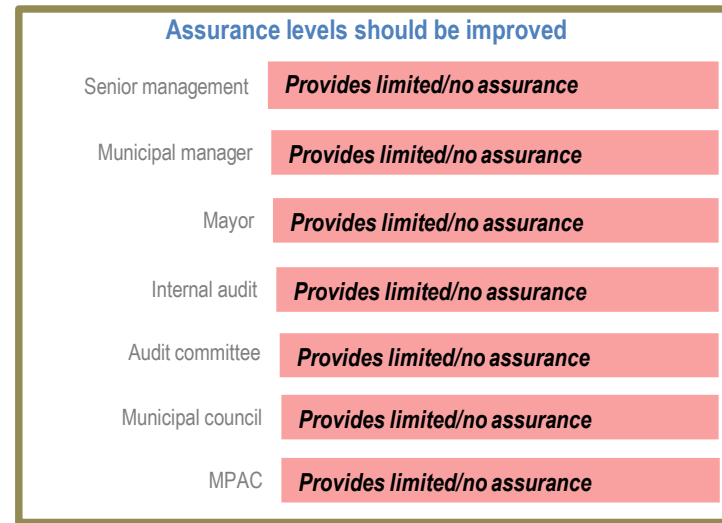 Assurance levels should be improved
Senior management Provides limited/no assurance
Municipal manager Provides limited/no assurance
Mayor Provides limited/no assurance
Internal audit Provides limited/no assurance
Audit committee Provides limited/no assurance
Municipal council Provides limited/no assurance
MPAC Provides limited/no assurance